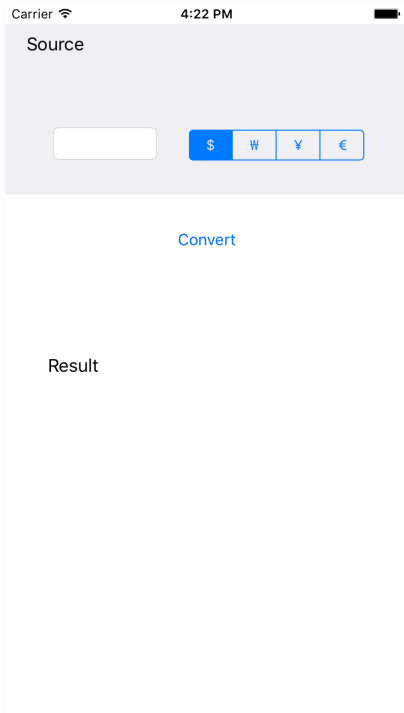 Carrier 4:22 PM
Source
$ ₩ ¥ €
Convert
Result